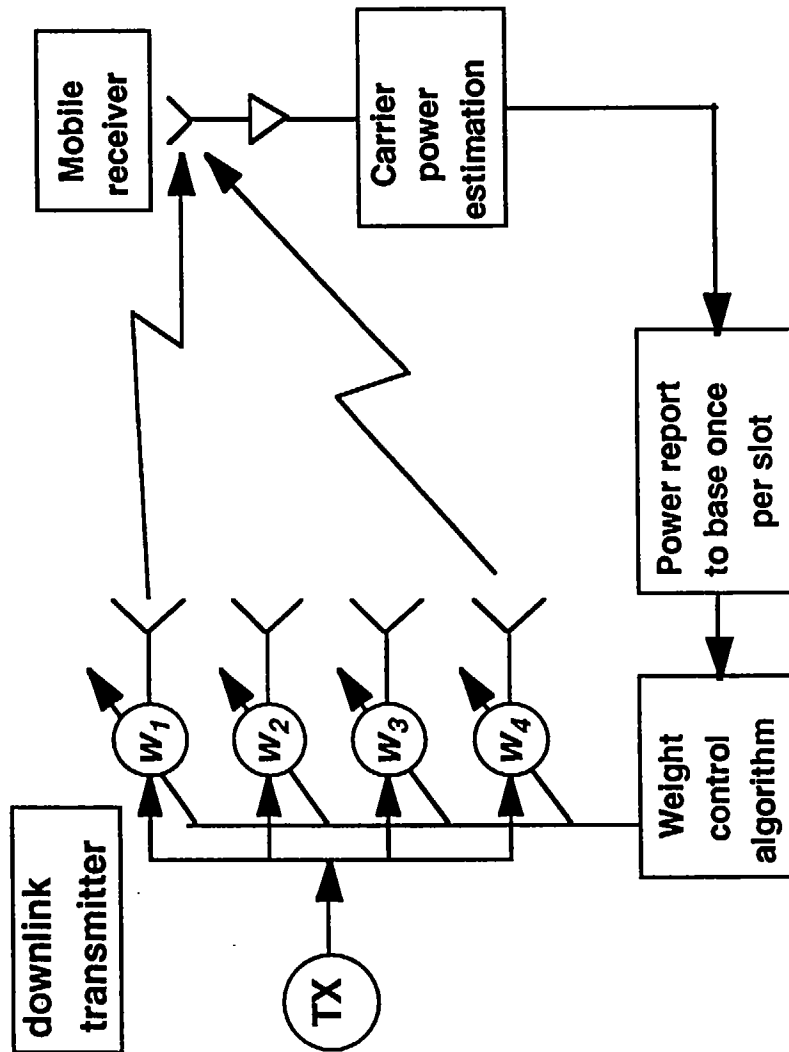 downlink
transmitter
TX
W1
W2
W3
W4
Mobile
receiver
Carrier
power
estimation
Power report
to base once
per slot
Weight
control
algorithm